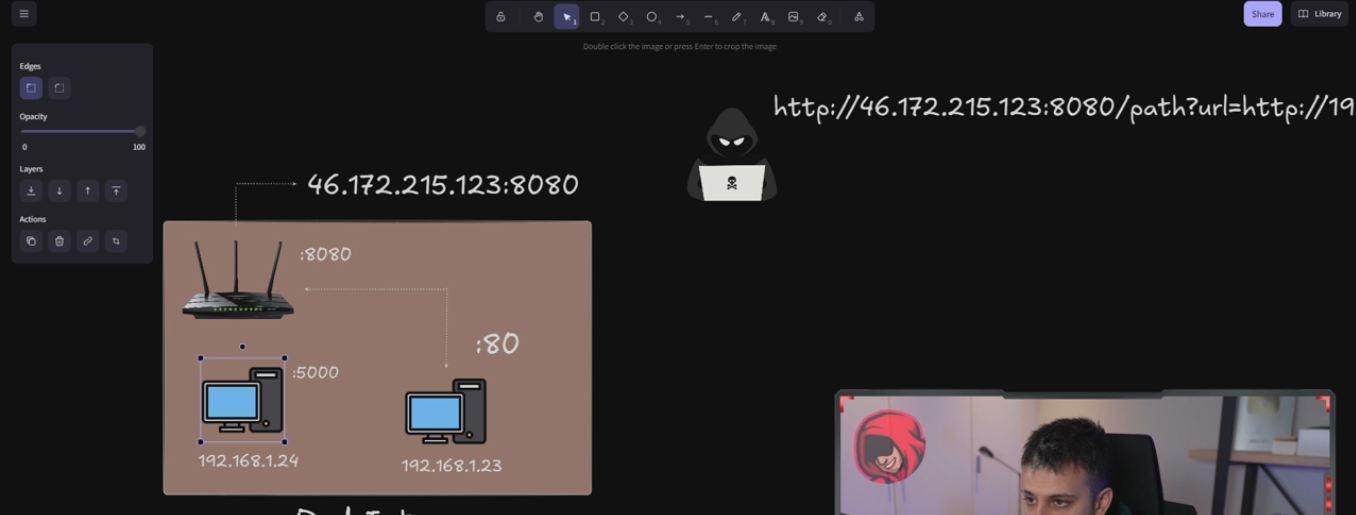 Share
Library
Double click the image or press Enter to crop the image
Edges
Opacity
0 100
Layers
Actions
http://46.172.215.123:8080/path?url=http://19
46.172.215.123:8080
:8080
:80
:5000
192.168.1.24
192.168.1.23